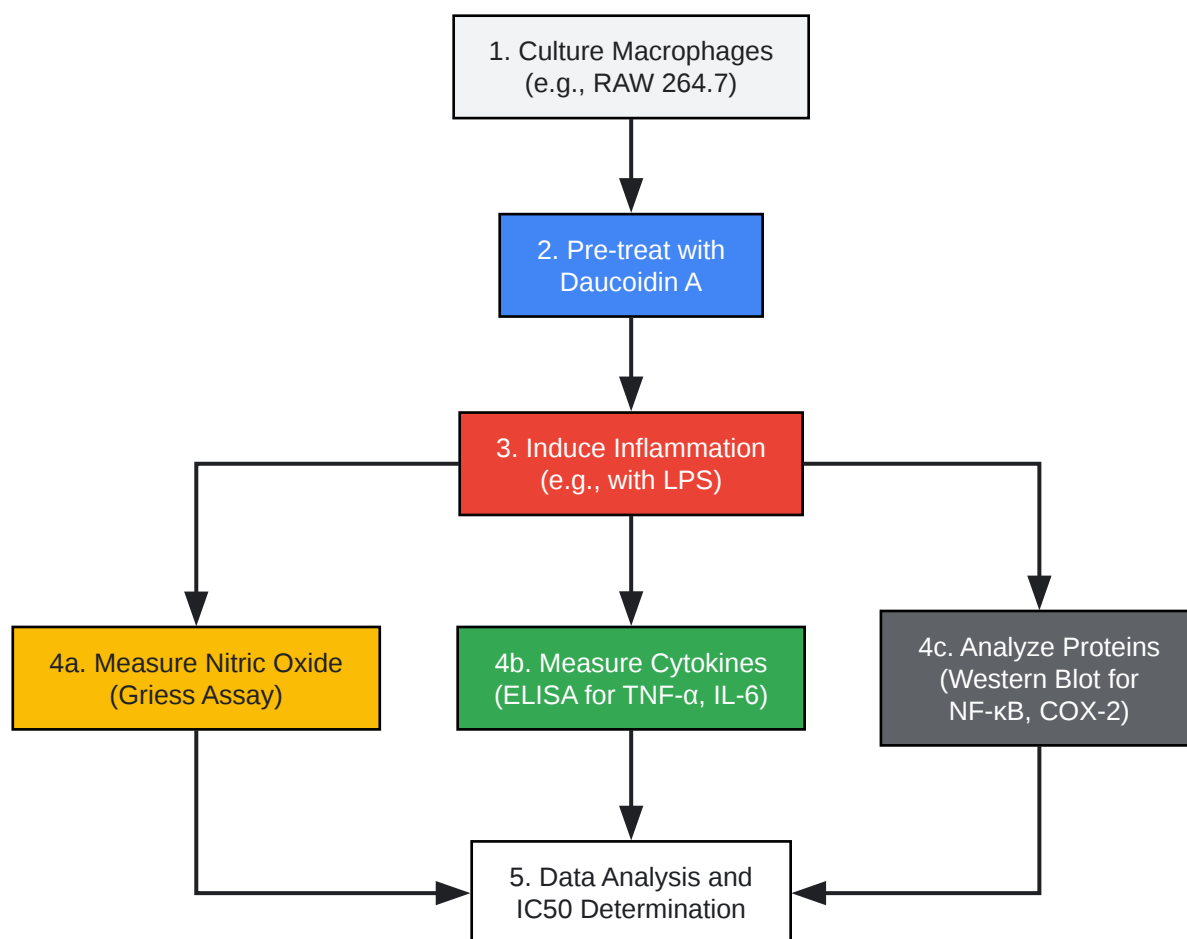 1. Culture Macrophages
(e.g., RAW 264.7)
2. Pre-treat with
Daucoidin A
3. Induce Inflammation
(e.g., with LPS)
4a. Measure Nitric Oxide
(Griess Assay)
4b. Measure Cytokines
(ELISA for TNF-α, IL-6)
4c. Analyze Proteins
(Western Blot for
NF-κB, COX-2)
5. Data Analysis and
IC50 Determination